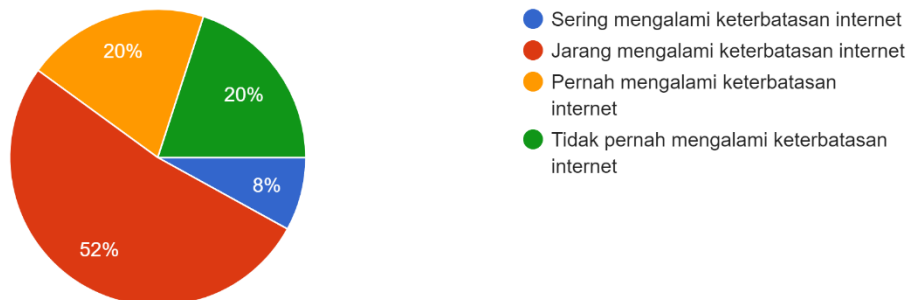 20%
20%
8%
52%
Sering mengalami keterbatasan internet
Jarang mengalami keterbatasan internet
Pernah mengalami keterbatasan
internet
Tidak pernah mengalami keterbatasan
internet